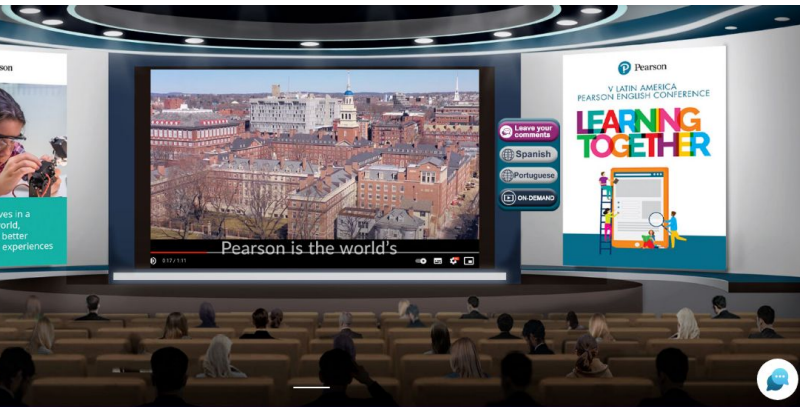 son
ves in a
orld,
better
experiences
Pearson is the world's
0:17 / 1:11
Leave your
comments
Spanish
Portuguese
ON-DEMAND
Pearson
V LATIN AMERICA
PEARSON ENGLISH CONFERENCE
LEARNING
TOGETHER